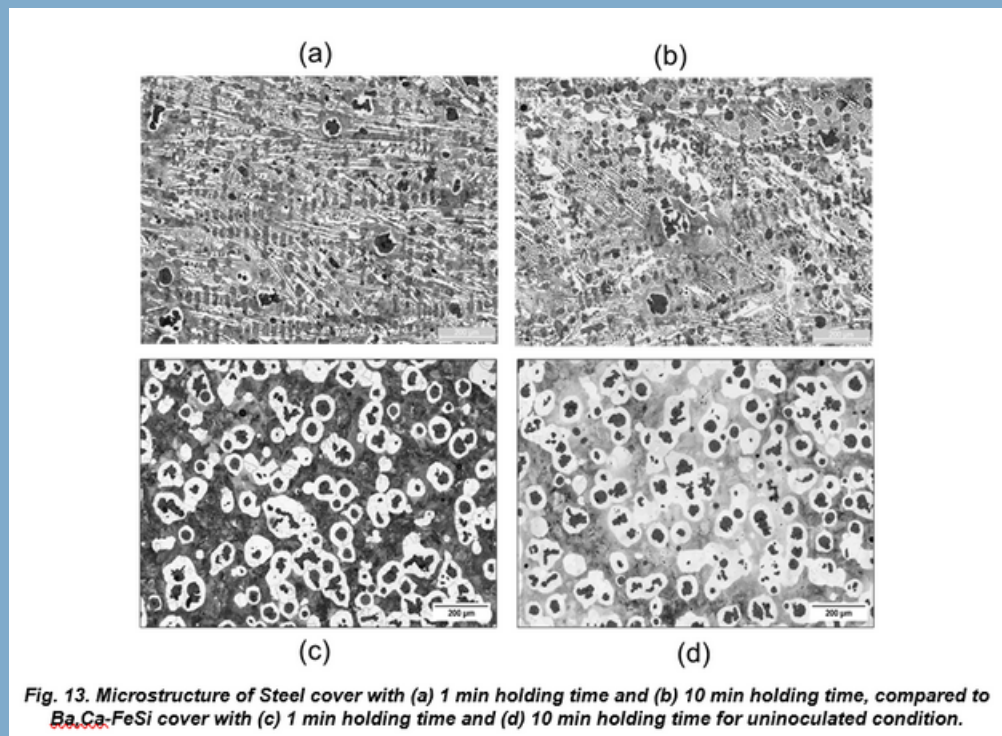 (a)
(b)
200 µm
200 µm
(c)
(d)
Fig. 13. Microstructure of Steel cover with (a) 1 min holding time and (b) 10 min holding time, compared to
Ba,Ca-FeSi cover with (c) 1 min holding time and (d) 10 min holding time for uninoculated condition.